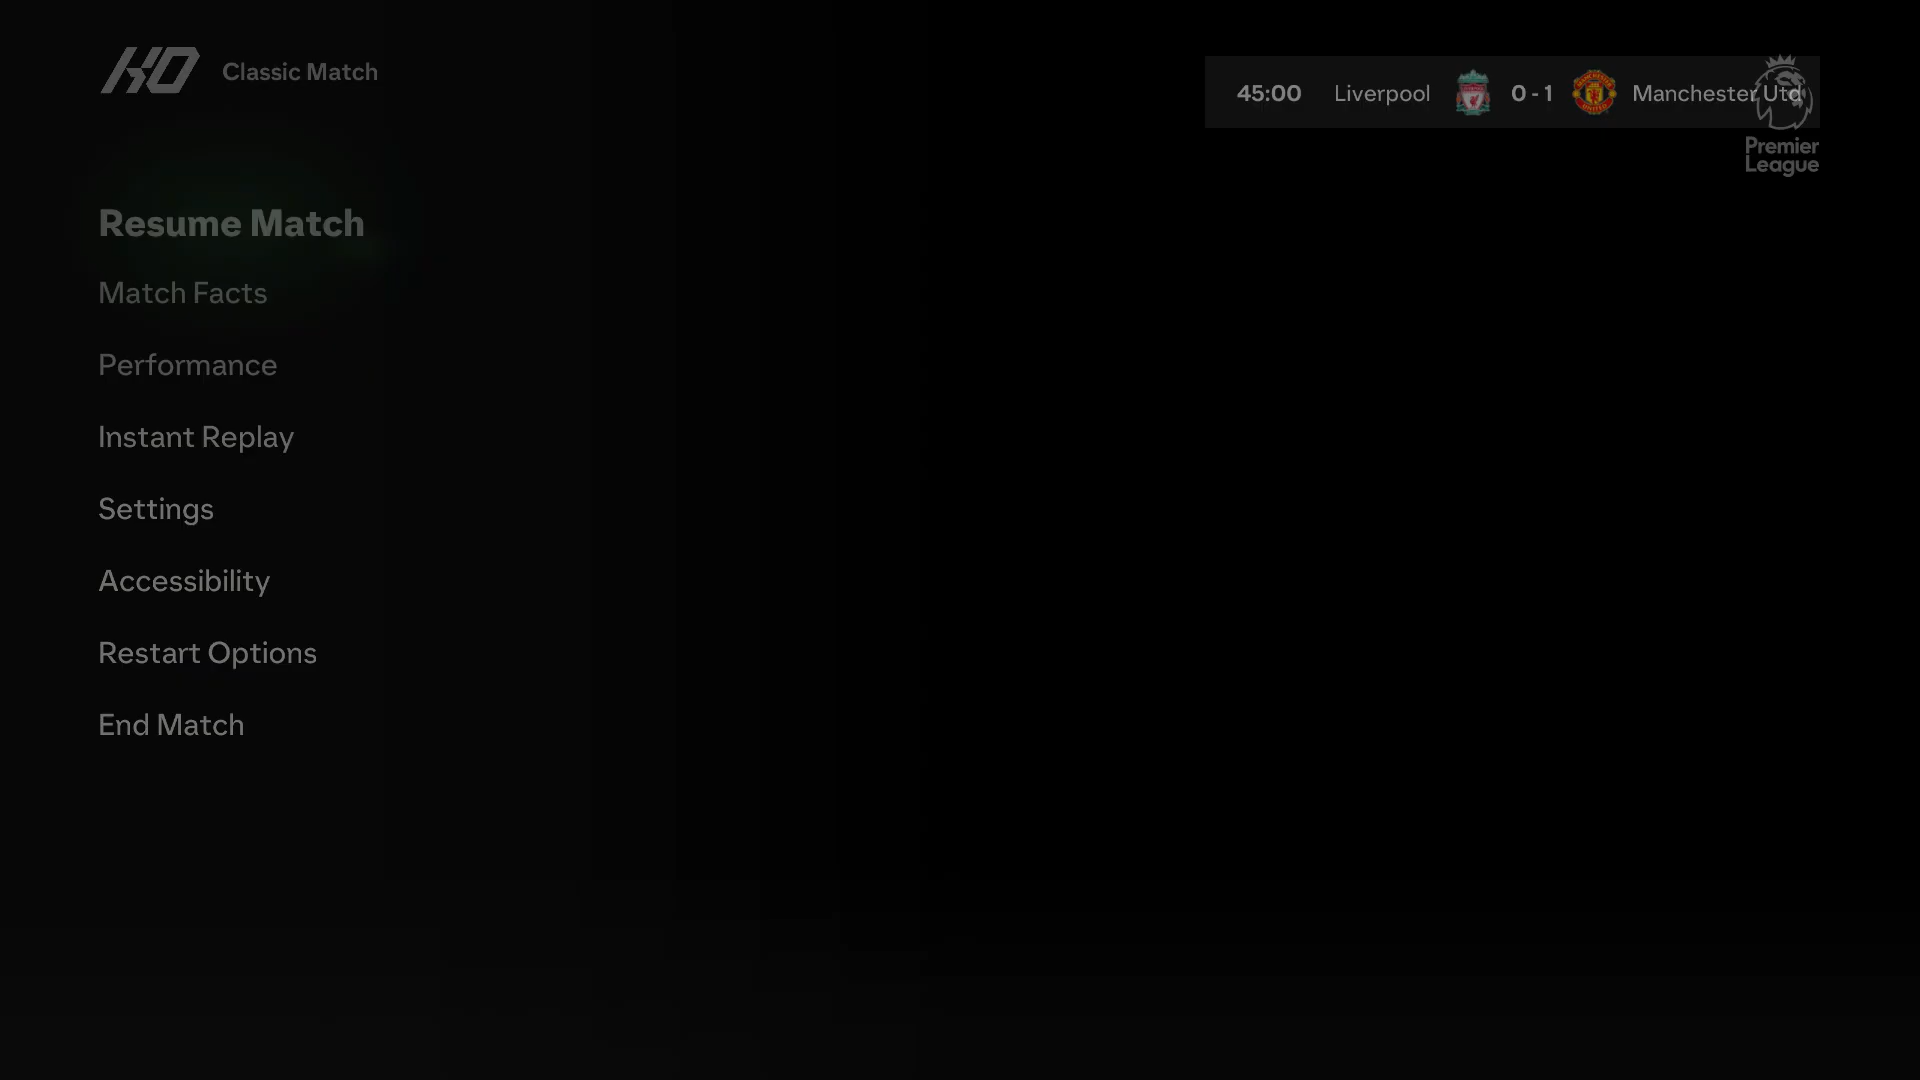 KO Classic Match
45:00 Liverpool 0 - 1 Manchester Utd
Premier
League
Resume Match
Match Facts
Performance
Instant Replay
Settings
Accessibility
Restart Options
End Match